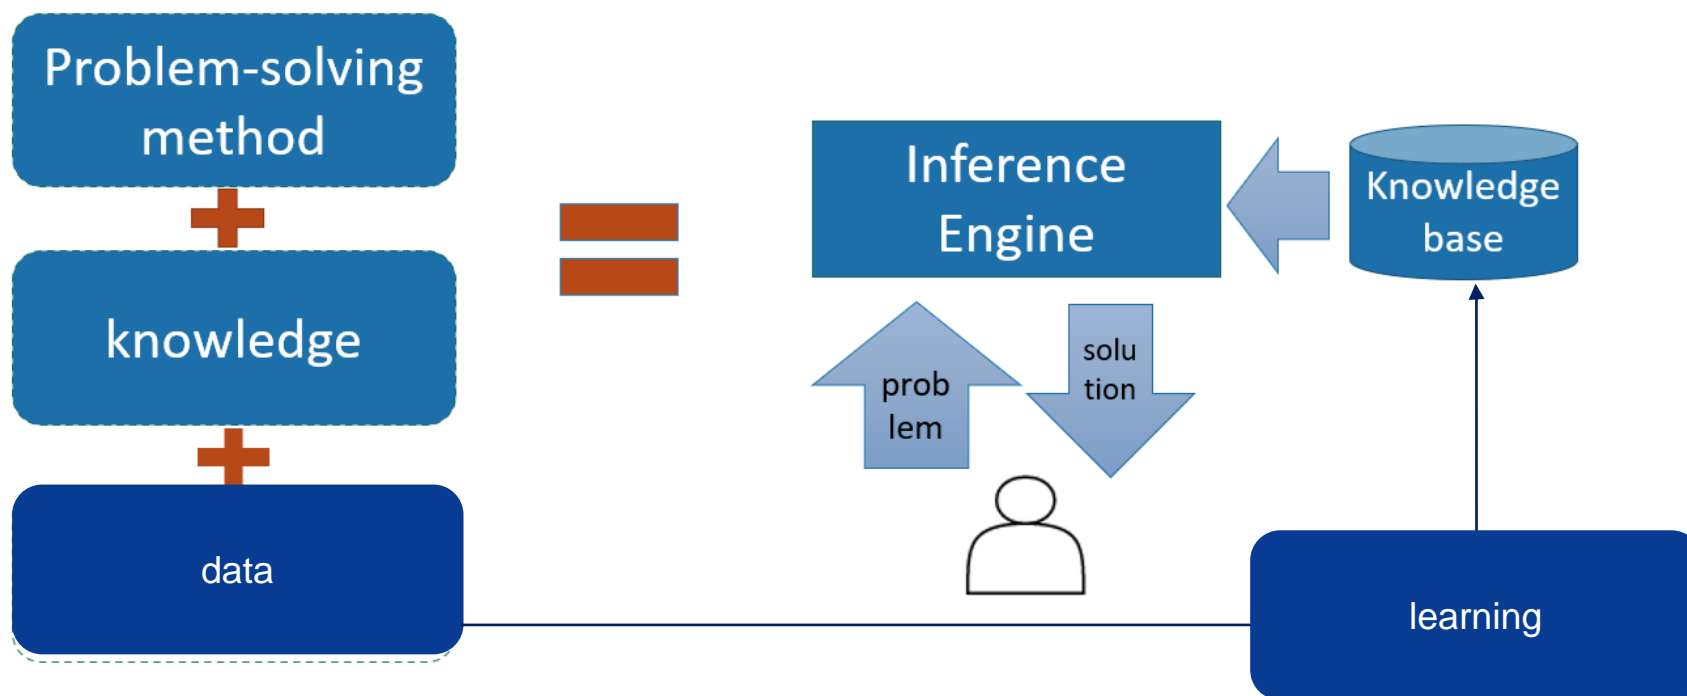 Problem-solving
method
knowledge
data
Inference
Engine
Knowledge
base
prob
lem
solu
tion
learning